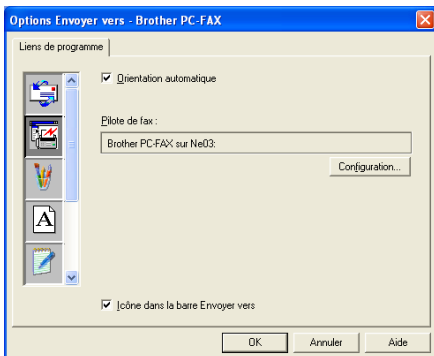 Options Envoyer vers - Brother PC-FAX
Liens de programme
Orientation automatique
Pilote de fax :
Brother PC-FAX sur Ne03:
Configuration...
A
Icône dans la barre Envoyer vers
OK Annuler Aide